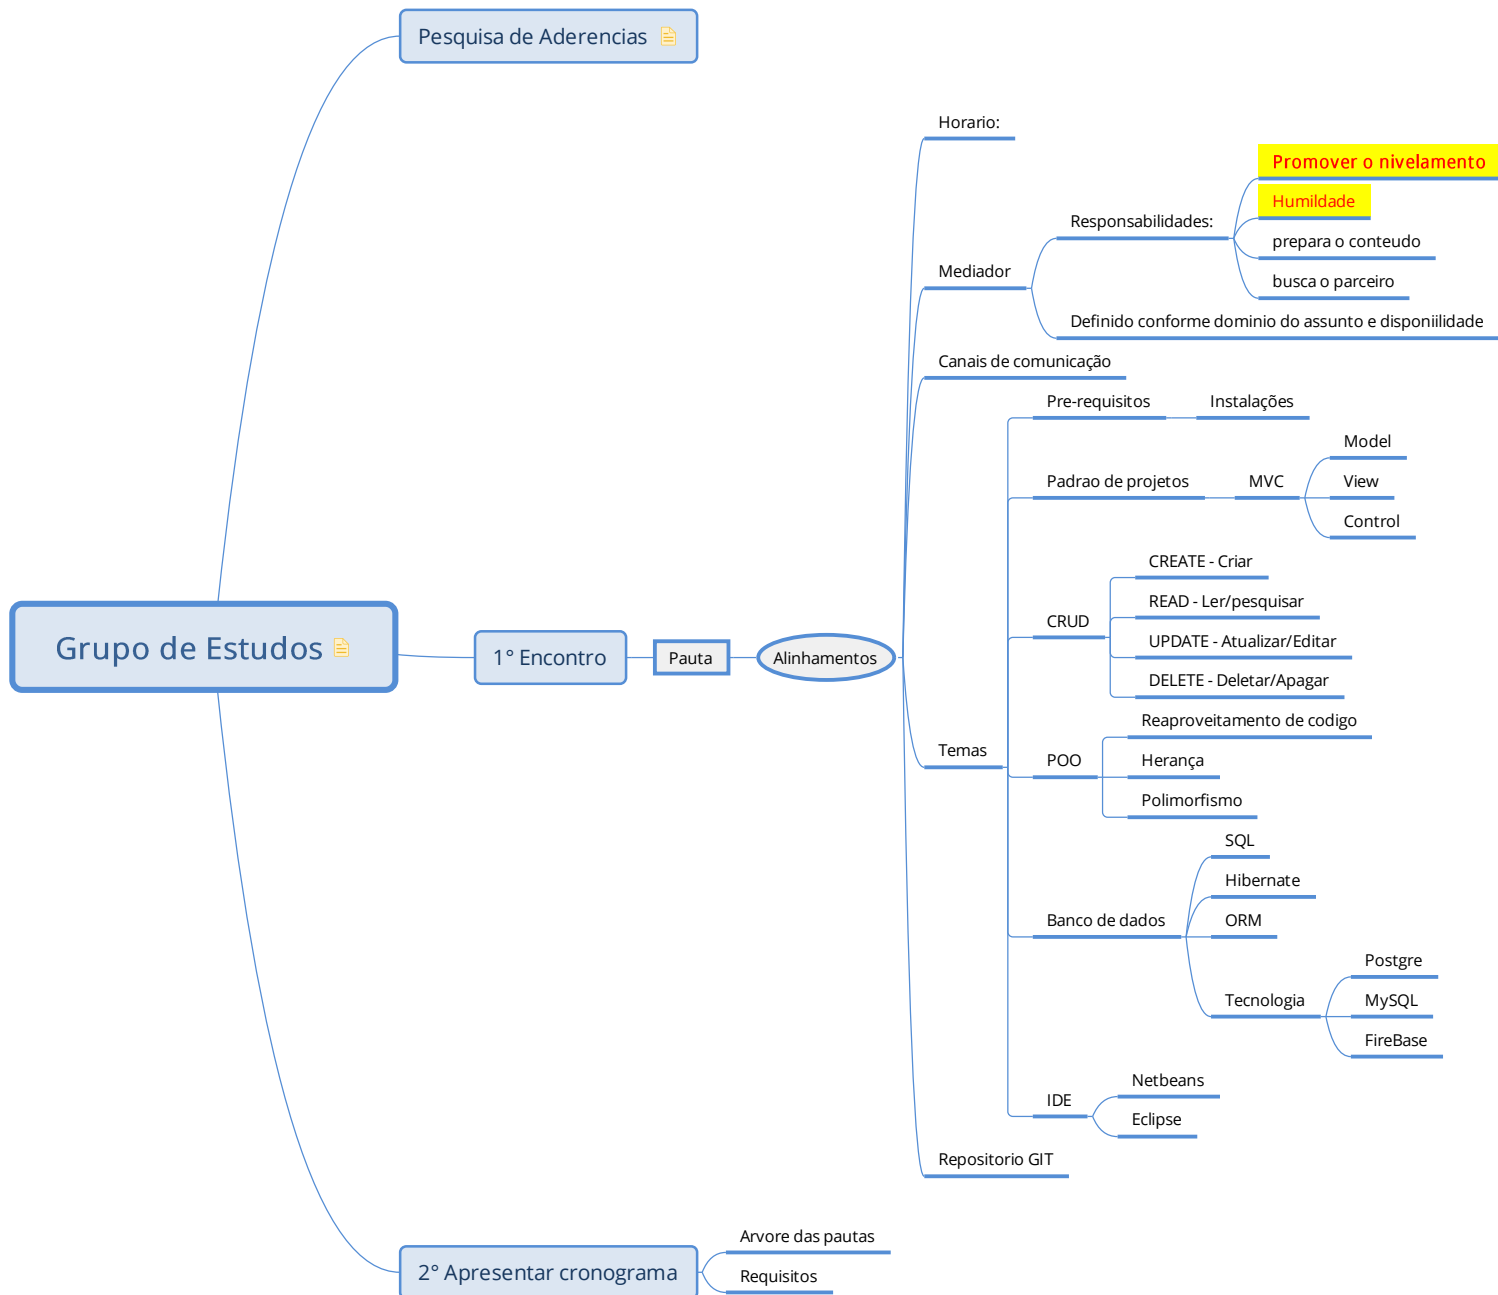 Pesquisa de Aderencias
Grupo de Estudos
1° Encontro
Pauta
Alinhamentos
Horario:
Mediador
Responsabilidades:
Promover o nivelamento
Humildade
prepara o conteudo
busca o parceiro
Definido conforme dominio do assunto e disponiilidade
Canais de comunicação
Temas
Pre-requisitos
Instalações
Padrao de projetos
MVC
Model
View
Control
CRUD
CREATE - Criar
READ - Ler/pesquisar
UPDATE - Atualizar/Editar
DELETE - Deletar/Apagar
POO
Reaproveitamento de codigo
Herança
Polimorfismo
Banco de dados
SQL
Hibernate
ORM
Tecnologia
Postgre
MySQL
FireBase
IDE
Netbeans
Eclipse
Repositorio GIT
2° Apresentar cronograma
Arvore das pautas
Requisitos